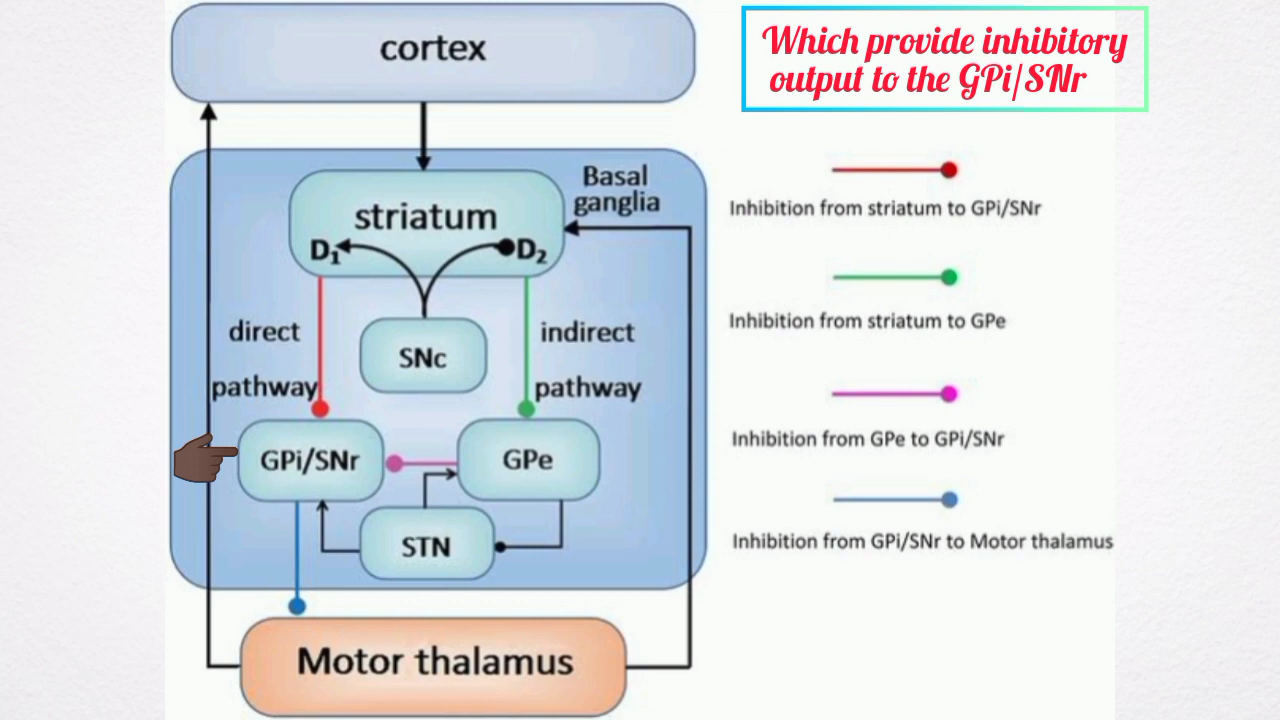 cortex
Which provide inhibitory
output to the GPi/SNr
Basal
ganglia
striatum
D1
D2
Inhibition from striatum to GPi/SNr
direct
pathway
SNc
indirect
pathway
Inhibition from striatum to GPe
GPi/SNr
GPe
Inhibition from GPe to GPi/SNr
STN
Inhibition from GPi/SNr to Motor thalamus
Motor thalamus